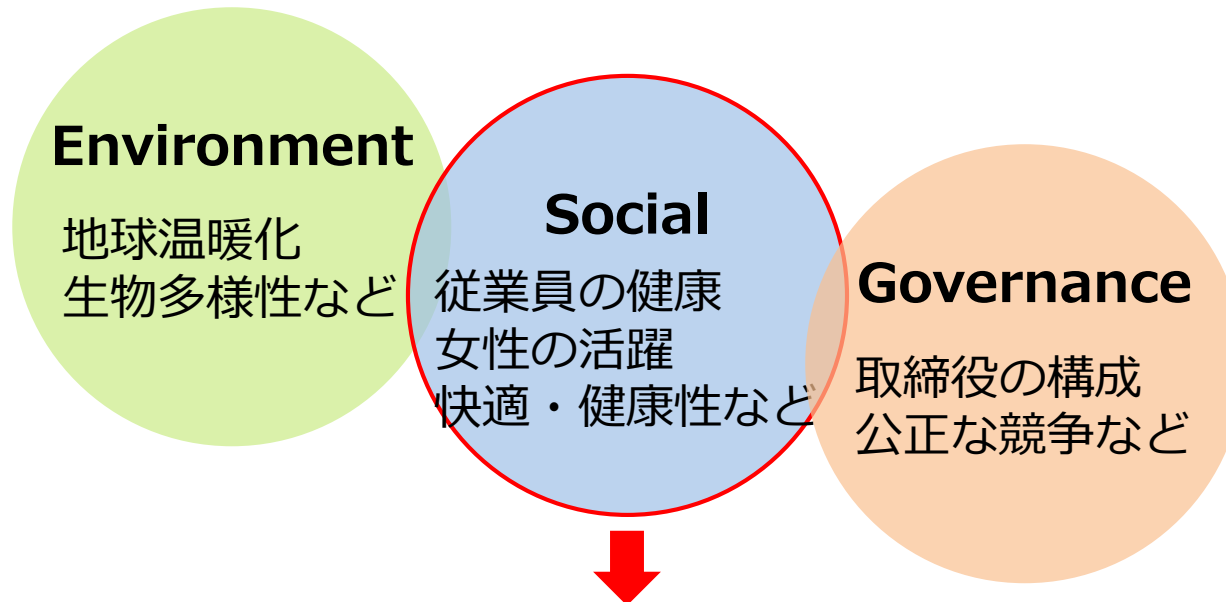 Environment
地球温暖化
生物多様性など
Social
従業員の健康
女性の活躍
快適・健康性など
Governance
取締役の構成
公正な競争など